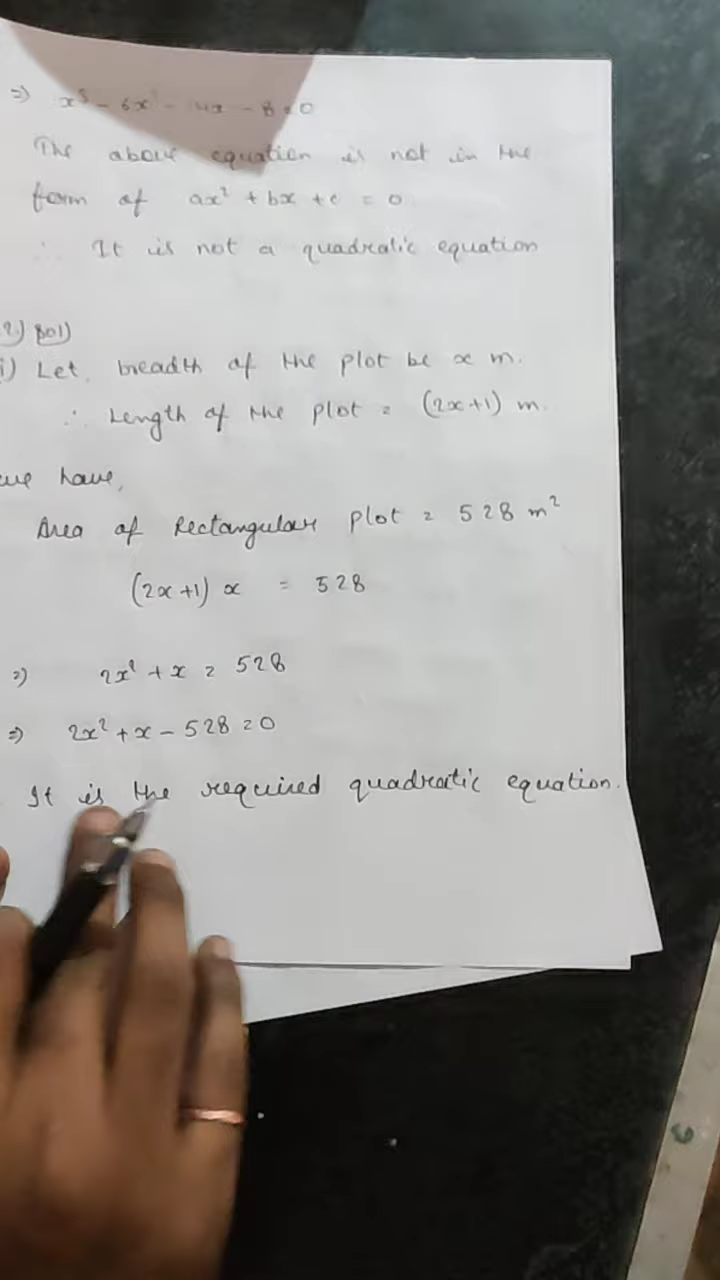 ⇒ x³ - 6x² - 14x - 8 = 0
The above equation is not in the
form of ax² + bx + c = 0
∴ It is not a quadratic equation
2) Sol)
i) Let breadth of the plot be x m.
∴ Length of the plot = (2x+1) m.
we have,
Area of Rectangular plot = 528 m²
(2x+1) x = 528
⇒ 2x² + x = 528
⇒ 2x² + x - 528 = 0
It is the required quadratic equation.